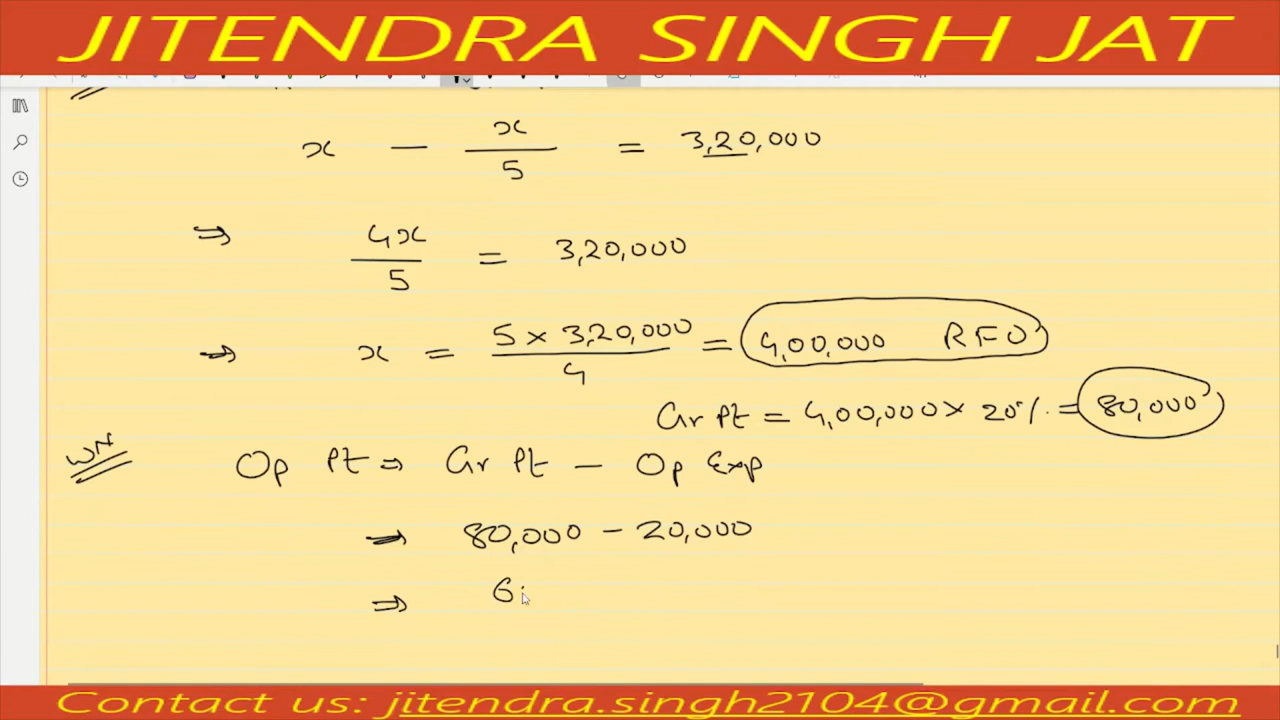 JITENDRA SINGH JAT
x - x/5 = 3,20,000
⇒ 4x/5 = 3,20,000
⇒ x = 5 × 3,20,000/4 = 4,00,000 RFO
Gr Pt = 4,00,000 × 20% = 80,000
WN Op Pt ⇒ Gr Pt - Op Exp
⇒ 80,000 - 20,000
⇒ 6
Contact us: jitendra.singh2104@gmail.com